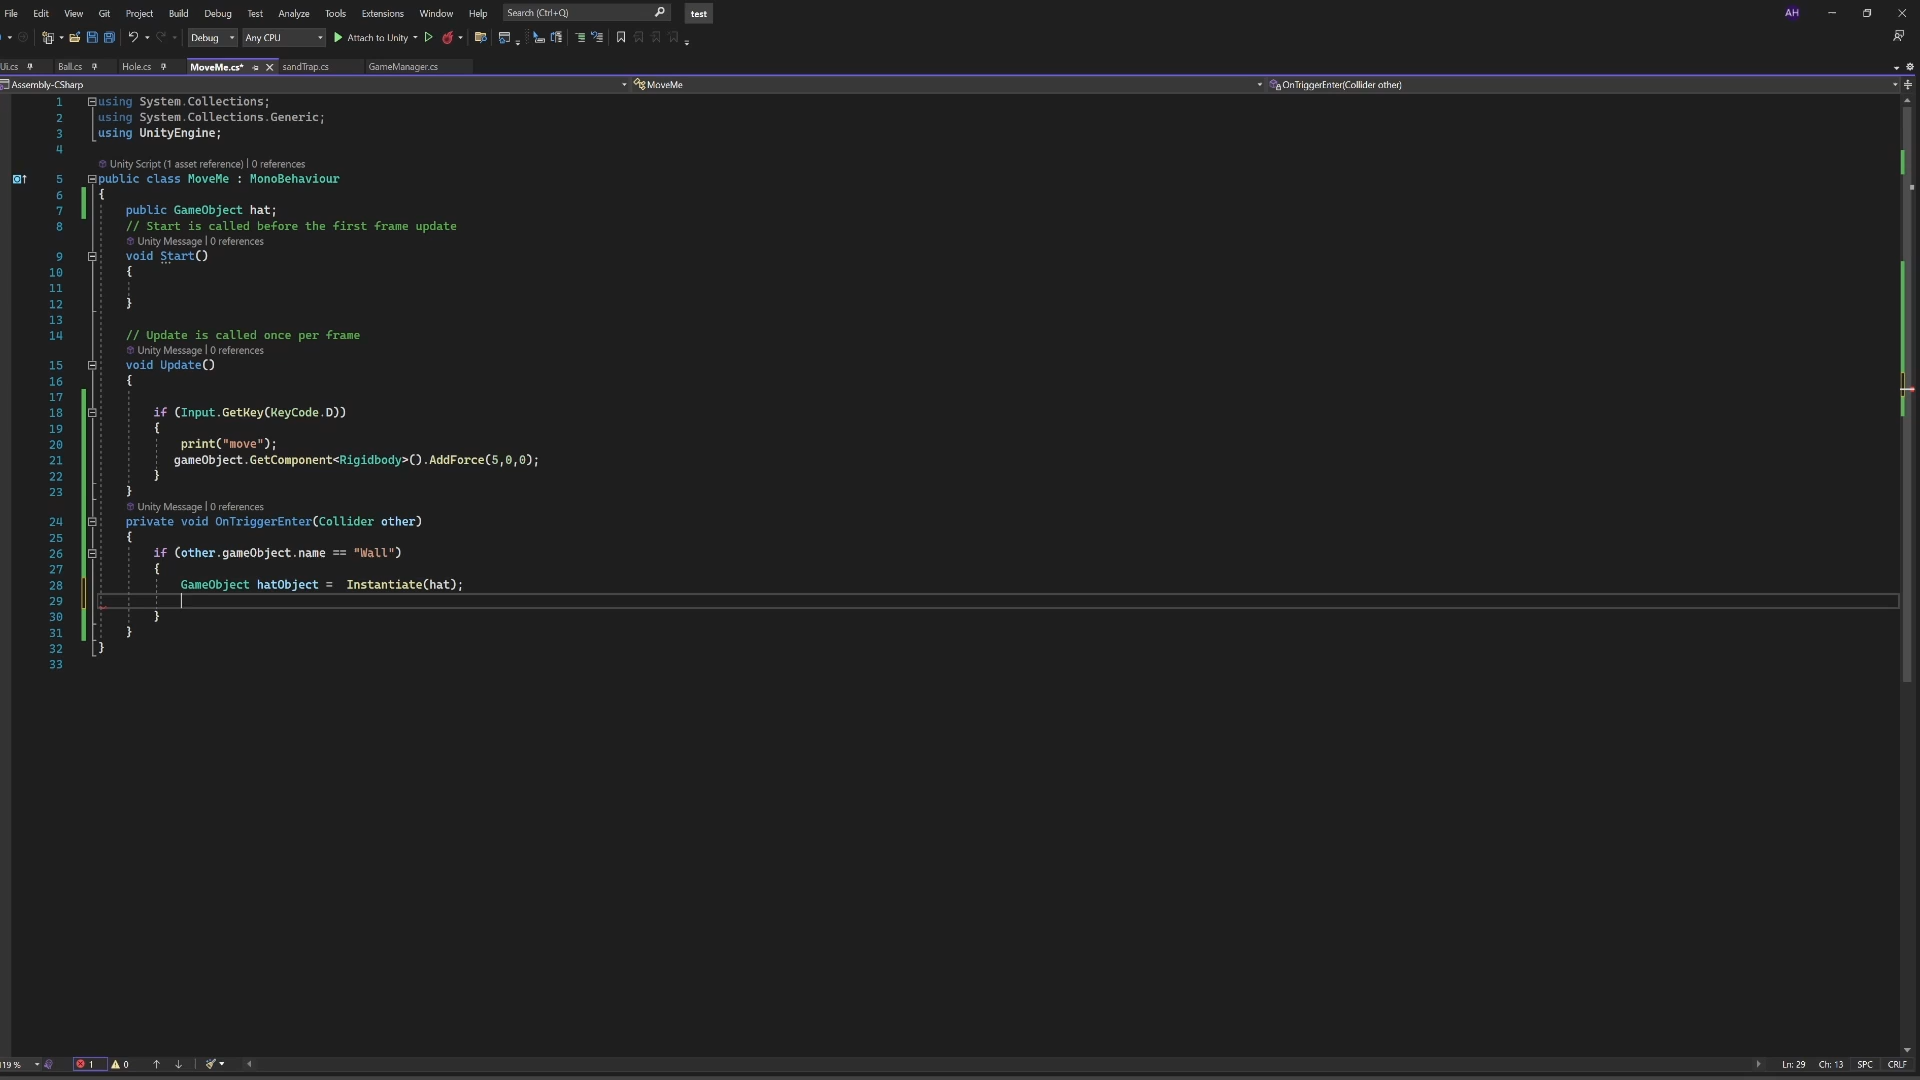 File Edit View Git Project Build Debug Test Analyze Tools Extensions Window Help Search (Ctrl+Q) test AH
Debug Any CPU Attach to Unity
Ui.cs Ball.cs Hole.cs MoveMe.cs* sandTrap.cs GameManager.cs
Assembly-CSharp MoveMe OnTriggerEnter(Collider other)
1 using System.Collections;
2 using System.Collections.Generic;
3 using UnityEngine;
4
Unity Script (1 asset reference) | 0 references
5 public class MoveMe : MonoBehaviour
6 {
7 public GameObject hat;
8 // Start is called before the first frame update
Unity Message | 0 references
9 void Start()
10 {
11
12 }
13
14 // Update is called once per frame
Unity Message | 0 references
15 void Update()
16 {
17
18 if (Input.GetKey(KeyCode.D))
19 {
20 print("move");
21 gameObject.GetComponent<Rigidbody>().AddForce(5,0,0);
22 }
23 }
Unity Message | 0 references
24 private void OnTriggerEnter(Collider other)
25 {
26 if (other.gameObject.name == "Wall")
27 {
28 GameObject hatObject =  Instantiate(hat);
29
30 }
31 }
32 }
33
119 % 1 0 Ln: 29 Ch: 13 SPC CRLF